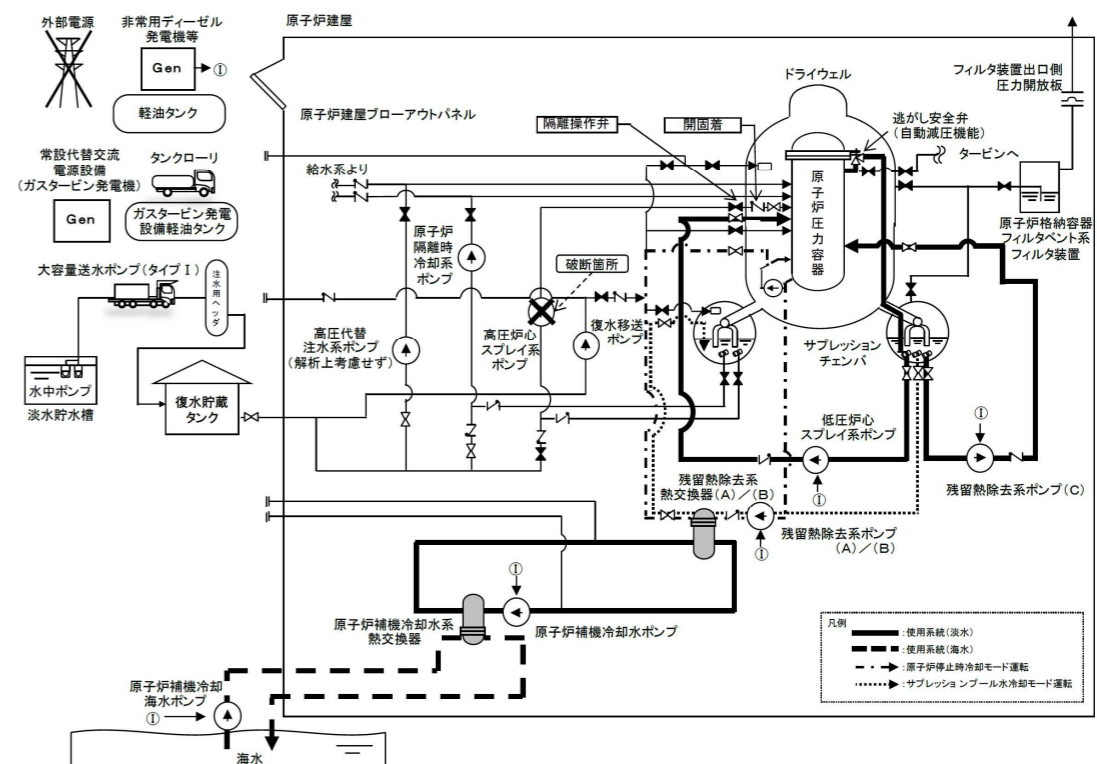 外部電源
非常用ディーゼル
発電機等
Gen
①
軽油タンク
原子炉建屋
原子炉建屋ブローアウトパネル
常設代替交流
電源設備
(ガスタービン発電機)
Gen
タンクローリ
ガスタービン発電
設備軽油タンク
大容量送水ポンプ(タイプⅠ)
注水用ヘッダ
水中ポンプ
淡水貯水槽
復水貯蔵
タンク
給水系より
原子炉
隔離時
冷却系
ポンプ
高圧代替
注水系ポンプ
(解析上考慮せず)
破断箇所
高圧炉心
スプレイ系
ポンプ
復水移送
ポンプ
隔離操作弁
開固着
ドライウェル
原子炉圧力容器
逃がし安全弁
(自動減圧機能)
タービンへ
フィルタ装置出口側
圧力開放板
原子炉格納容器
フィルタベント系
フィルタ装置
サプレッション
チェンバ
低圧炉心
スプレイ系ポンプ
①
①
残留熱除去系ポンプ(C)
残留熱除去系
熱交換器(A)/(B)
残留熱除去系ポンプ
(A)/(B)
①
①
原子炉補機冷却水系
熱交換器
原子炉補機冷却水ポンプ
原子炉補機冷却
海水ポンプ
①
海水
凡例
:使用系統(淡水)
:使用系統(海水)
:原子炉停止時冷却モード運転
:サプレッションプール水冷却モード運転